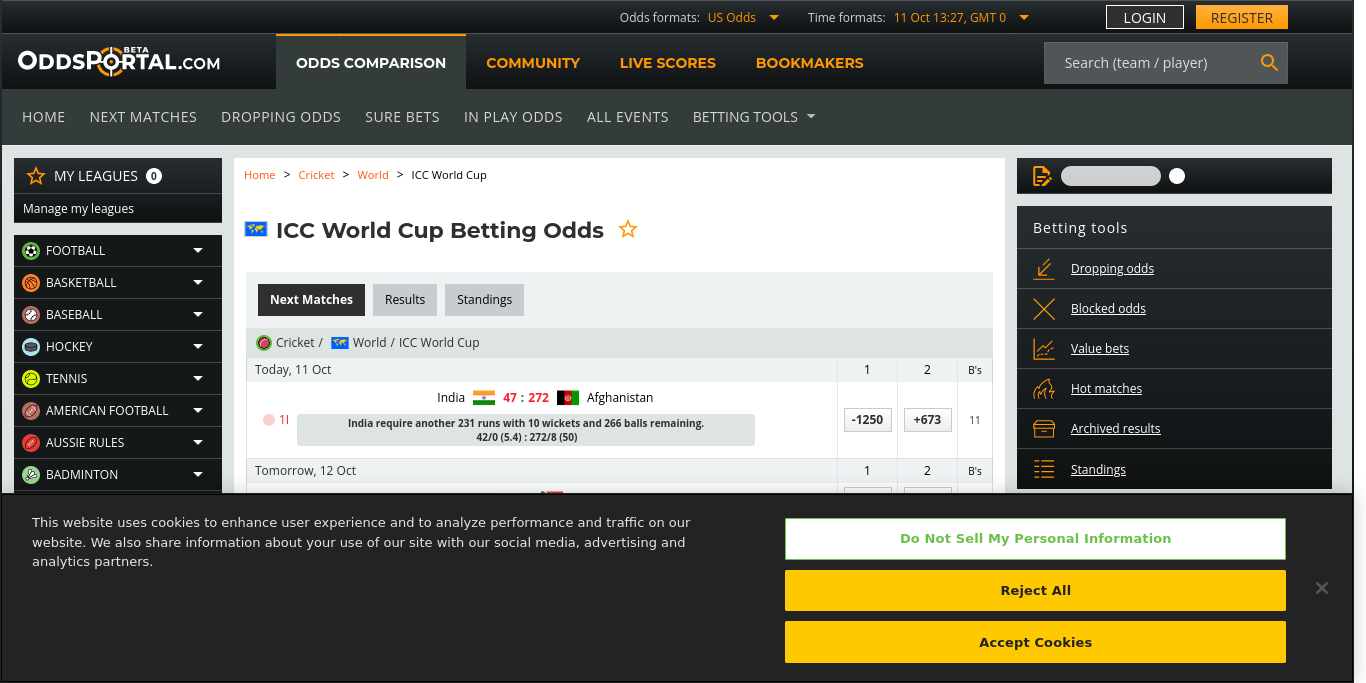 Odds formats: US Odds Time formats: 11 Oct 13:27, GMT 0 LOGIN REGISTER
ODDSPORTAL.COM BETA ODDS COMPARISON COMMUNITY LIVE SCORES BOOKMAKERS Search (team / player)
HOME NEXT MATCHES DROPPING ODDS SURE BETS IN PLAY ODDS ALL EVENTS BETTING TOOLS
MY LEAGUES 0
Manage my leagues
FOOTBALL
BASKETBALL
BASEBALL
HOCKEY
TENNIS
AMERICAN FOOTBALL
AUSSIE RULES
BADMINTON
Home > Cricket > World > ICC World Cup
ICC World Cup Betting Odds
Next Matches Results Standings
Cricket / World / ICC World Cup
Today, 11 Oct 1 2 B's
India 47 : 272 Afghanistan
1I -1250 +673 11
India require another 231 runs with 10 wickets and 266 balls remaining.
42/0 (5.4) : 272/8 (50)
Tomorrow, 12 Oct 1 2 B's
Betting tools
Dropping odds
Blocked odds
Value bets
Hot matches
Archived results
Standings
This website uses cookies to enhance user experience and to analyze performance and traffic on our
website. We also share information about your use of our site with our social media, advertising and
analytics partners.
Do Not Sell My Personal Information
Reject All
Accept Cookies